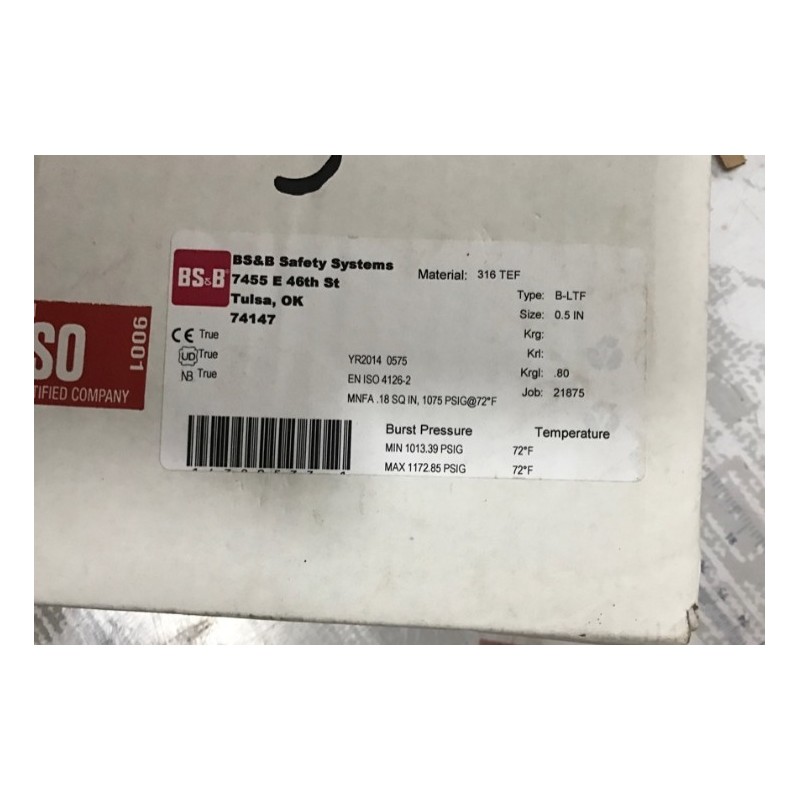 BS&B
BS&B Safety Systems
7455 E 46th St
Tulsa, OK
74147
Material: 316 TEF
Type: B-LTF
Size: 0.5 IN
Krg:
Krl:
Krgl: .80
Job: 21875
CE True
UD True
NB True
YR2014 0575
EN ISO 4126-2
MNFA .18 SQ IN, 1075 PSIG@72°F
Burst Pressure Temperature
MIN 1013.39 PSIG 72°F
MAX 1172.85 PSIG 72°F
SO
9001
TIFIED COMPANY